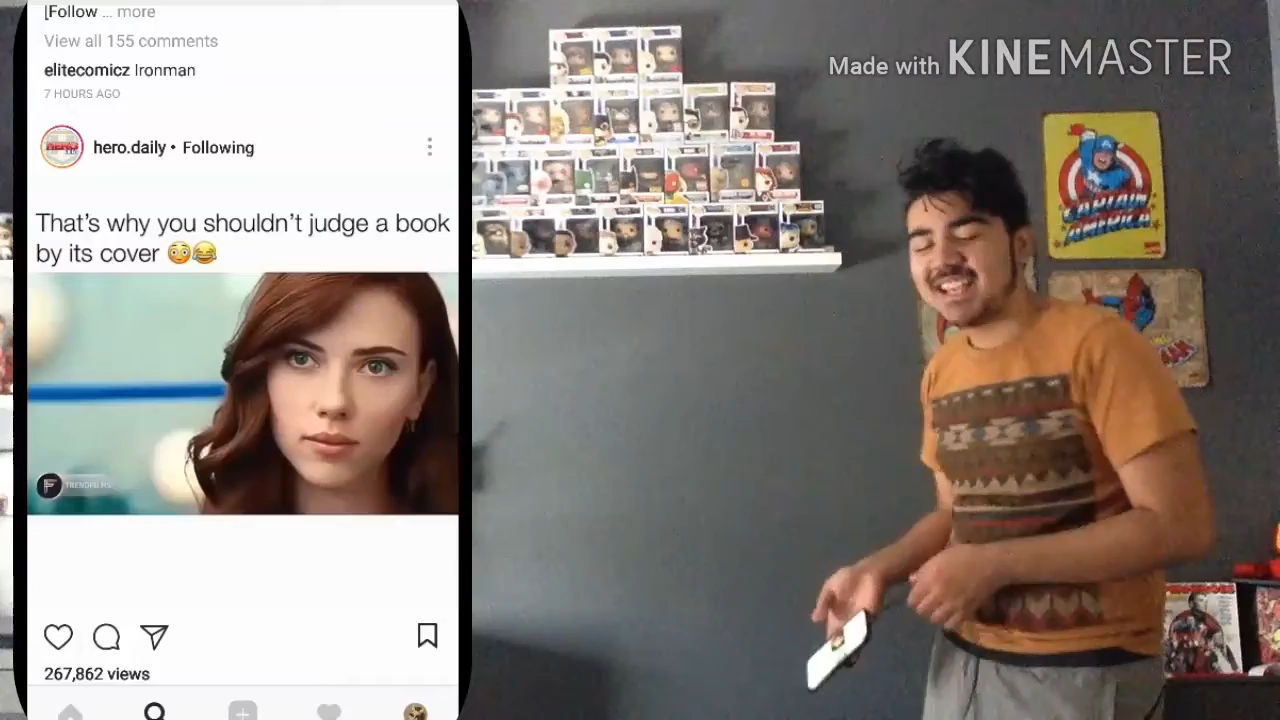 [Follow ... more
View all 155 comments
elitecomicz Ironman
7 HOURS AGO
hero.daily • Following
That's why you shouldn't judge a book
by its cover 😳😂
TRENDFILMS
267,862 views
Made with KINEMASTER
CAPTAIN
AMERICA